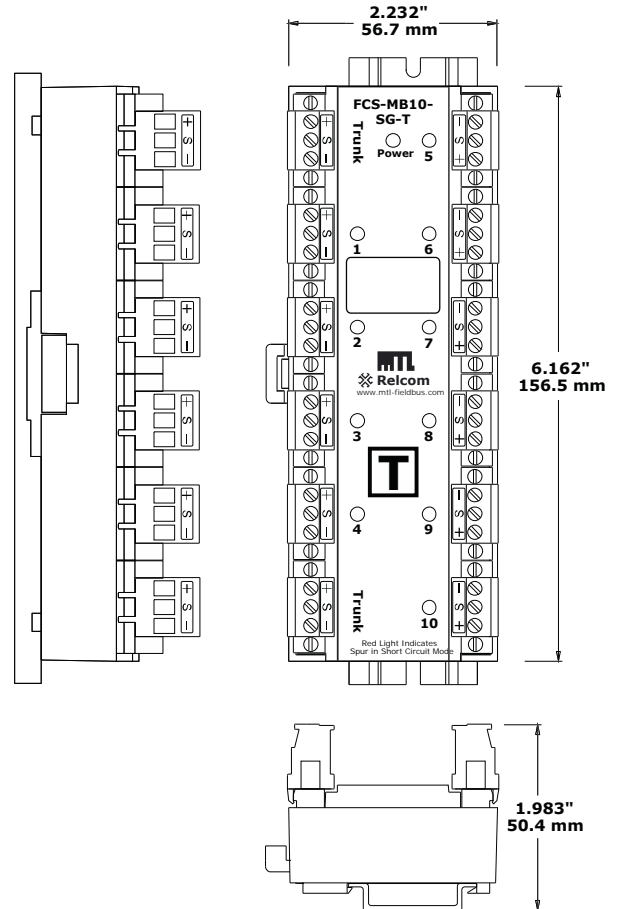 2.232"
56.7 mm
FCS-MB10-
SG-T
Trunk
Power
5
1
6
2
7
MTL
Relcom
www.mtl-fieldbus.com
3
8
T
4
9
Trunk
10
Red Light Indicates
Spur in Short Circuit Mode
6.162"
156.5 mm
+ S -
+ S -
+ S -
+ S -
+ S -
+ S -
+ S -
+ S -
+ S -
+ S -
+ S -
+ S -
- S +
- S +
- S +
- S +
- S +
- S +
1.983"
50.4 mm